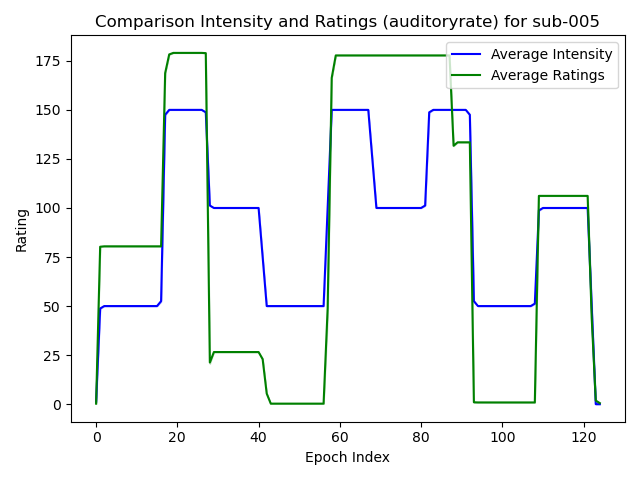 Comparison Intensity and Ratings (auditoryrate) for sub-005
Average Intensity
Average Ratings
175
150
125
100
75
50
25
0
Rating
0 20 40 60 80 100 120
Epoch Index